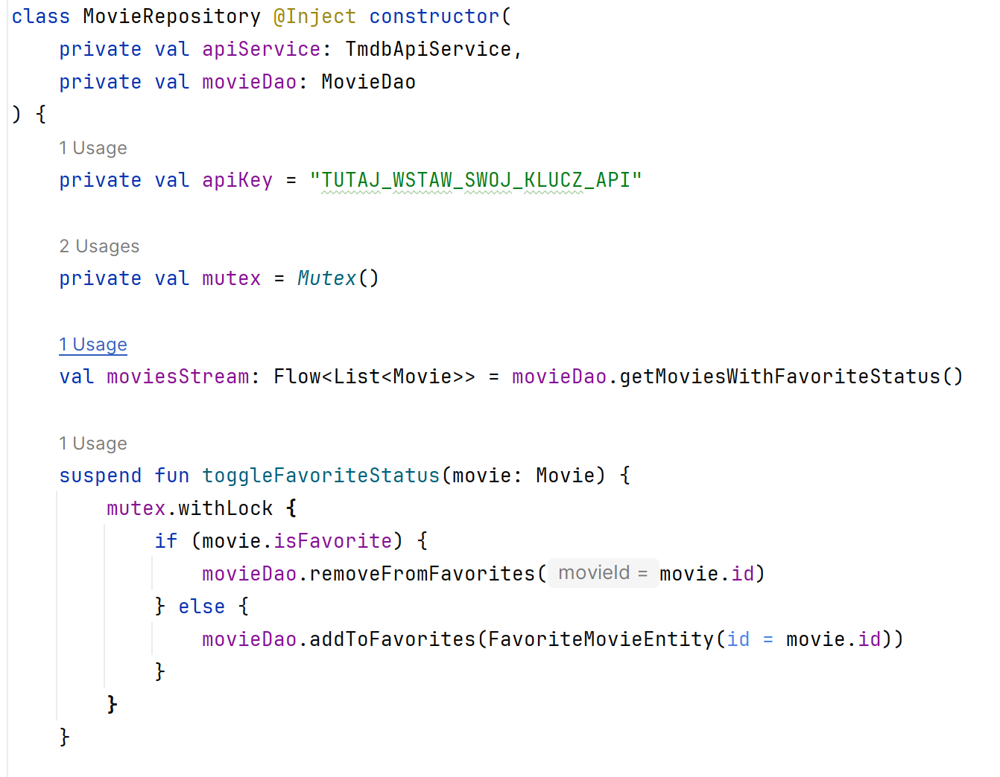 class MovieRepository @Inject constructor(
    private val apiService: TmdbApiService,
    private val movieDao: MovieDao
) {
    1 Usage
    private val apiKey = "TUTAJ_WSTAW_SWOJ_KLUCZ_API"
    2 Usages
    private val mutex = Mutex()
    1 Usage
    val moviesStream: Flow<List<Movie>> = movieDao.getMoviesWithFavoriteStatus()
    1 Usage
    suspend fun toggleFavoriteStatus(movie: Movie) {
        mutex.withLock {
            if (movie.isFavorite) {
                movieDao.removeFromFavorites( movieId = movie.id)
            } else {
                movieDao.addToFavorites(FavoriteMovieEntity(id = movie.id))
            }
        }
    }